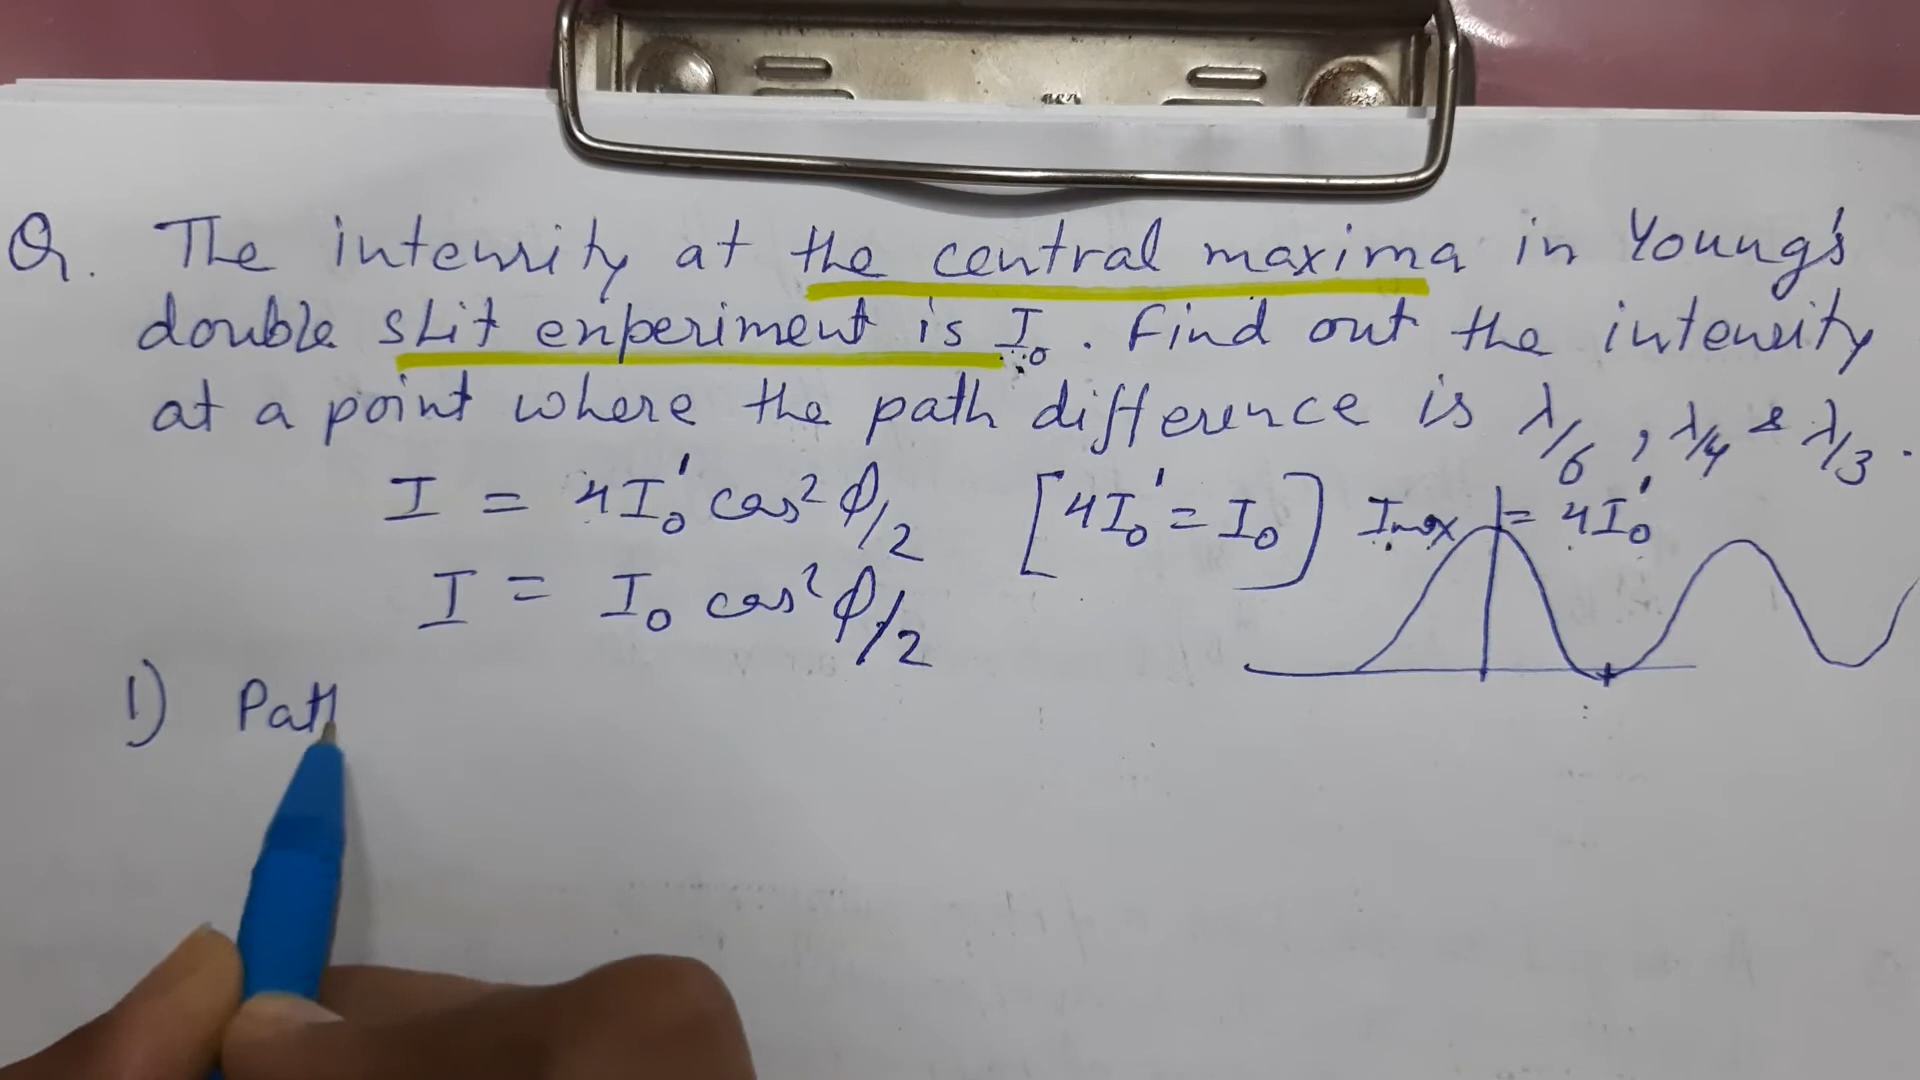 Q. The intensity at the central maxima in Young's
double slit enperiment is I₀. Find out the intensity
at a point where the path difference is λ/6, λ/4 & λ/3.
I = 4I₀' cos² φ/2 [4I₀' = I₀] Imax = 4I₀'
I = I₀ cos² φ/2
1) Path